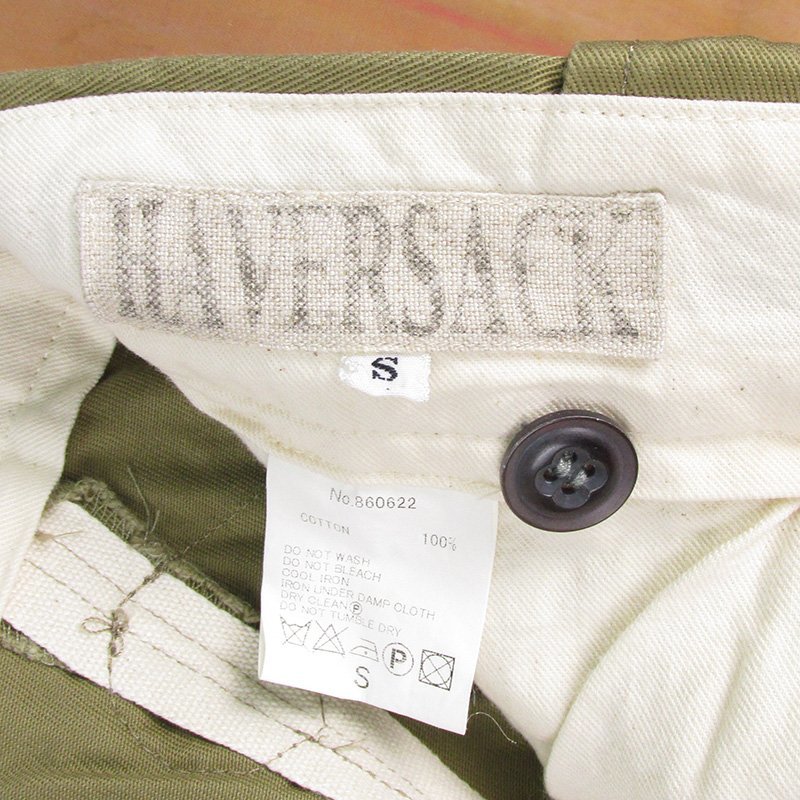 HAVERSACK
S
No.860622
COTTON 100%
DO NOT WASH
DO NOT BLEACH
COOL IRON
IRON UNDER DAMP CLOTH
DRY CLEAN Ⓟ
DO NOT TUMBLE DRY
P
S